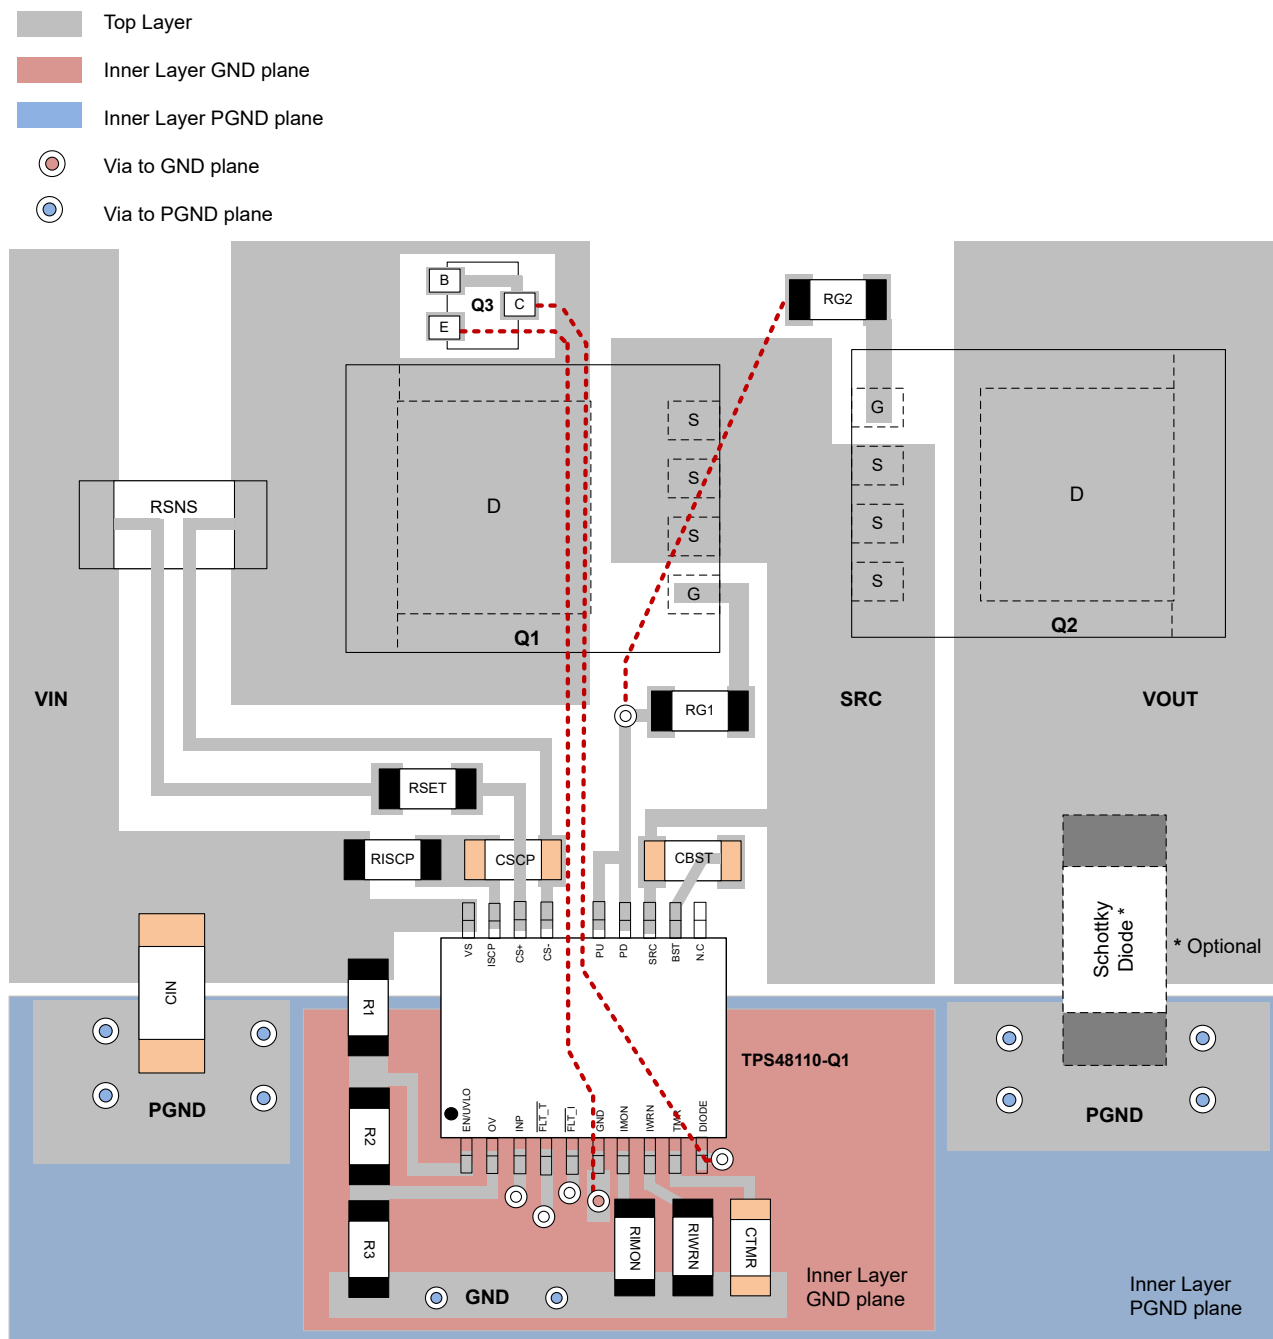 Top Layer
Inner Layer GND plane
Inner Layer PGND plane
Via to GND plane
Via to PGND plane
B
Q3
C
E
RG2
S
G
S
S
RSNS
D
D
S
S
S
G
Q1
Q2
VIN
RG1
SRC
VOUT
RSET
RISCP
CSCP
CBST
Schottky
Diode *
* Optional
VS
ISCP
CS+
CS-
PU
PD
SRC
BST
N.C
CIN
R1
TPS48110-Q1
PGND
PGND
EN/UVLO
OV
INP
FLT_T
FLT_I
GND
IMON
IWRN
TMR
DIODE
R2
R3
RIMON
RIWRN
CTMR
GND
Inner Layer
GND plane
Inner Layer
PGND plane